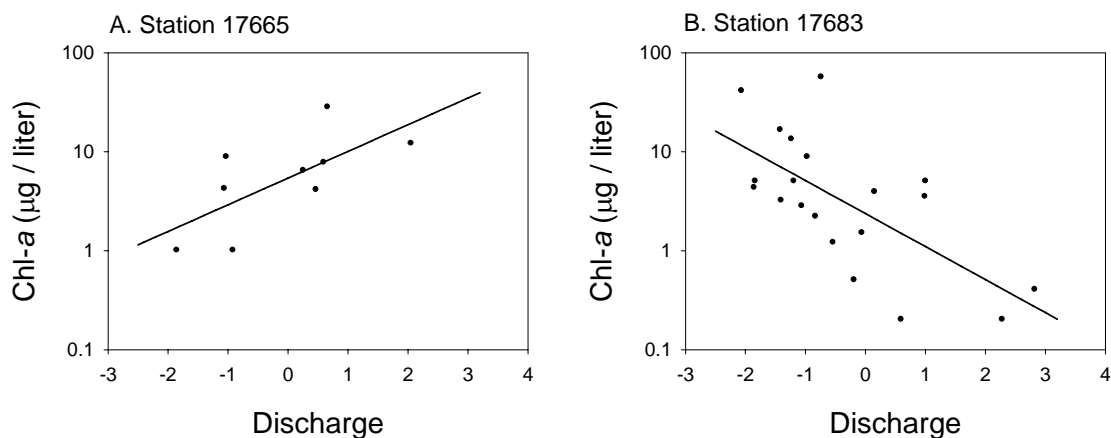 A. Station 17665
100
10
1
0.1
Chl-a (μg / liter)
-3 -2 -1 0 1 2 3 4
Discharge
B. Station 17683
100
10
1
0.1
Chl-a (μg / liter)
-3 -2 -1 0 1 2 3 4
Discharge